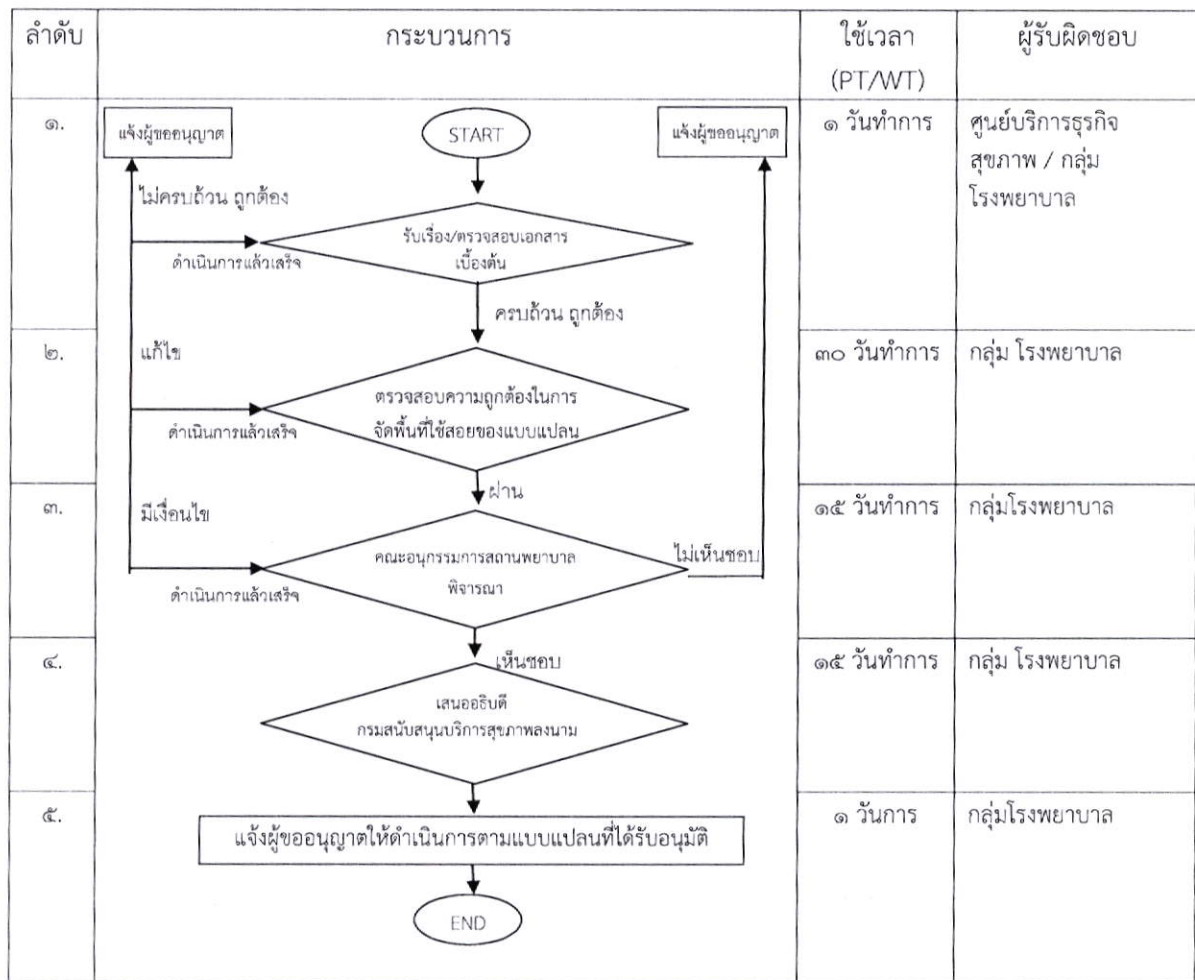 ลำดับ
กระบวนการ
ใช้เวลา
(PT/WT)
ผู้รับผิดชอบ
๑.
แจ้งผู้ขออนุญาต
START
แจ้งผู้ขออนุญาต
๑ วันทำการ
ศูนย์บริการธุรกิจ
สุขภาพ / กลุ่ม
โรงพยาบาล
ไม่ครบถ้วน ถูกต้อง
รับเรื่อง/ตรวจสอบเอกสาร
เบื้องต้น
ดำเนินการแล้วเสร็จ
ครบถ้วน ถูกต้อง
๒.
แก้ไข
๓๐ วันทำการ
กลุ่ม โรงพยาบาล
ตรวจสอบความถูกต้องในการ
จัดพื้นที่ใช้สอยของแบบแปลน
ดำเนินการแล้วเสร็จ
ผ่าน
๓.
มีเงื่อนไข
๑๕ วันทำการ
กลุ่มโรงพยาบาล
คณะอนุกรรมการสถานพยาบาล
พิจารณา
ไม่เห็นชอบ
ดำเนินการแล้วเสร็จ
เห็นชอบ
๔.
๑๕ วันทำการ
กลุ่ม โรงพยาบาล
เสนออธิบดี
กรมสนับสนุนบริการสุขภาพลงนาม
๕.
๑ วันการ
กลุ่มโรงพยาบาล
แจ้งผู้ขออนุญาตให้ดำเนินการตามแบบแปลนที่ได้รับอนุมัติ
END